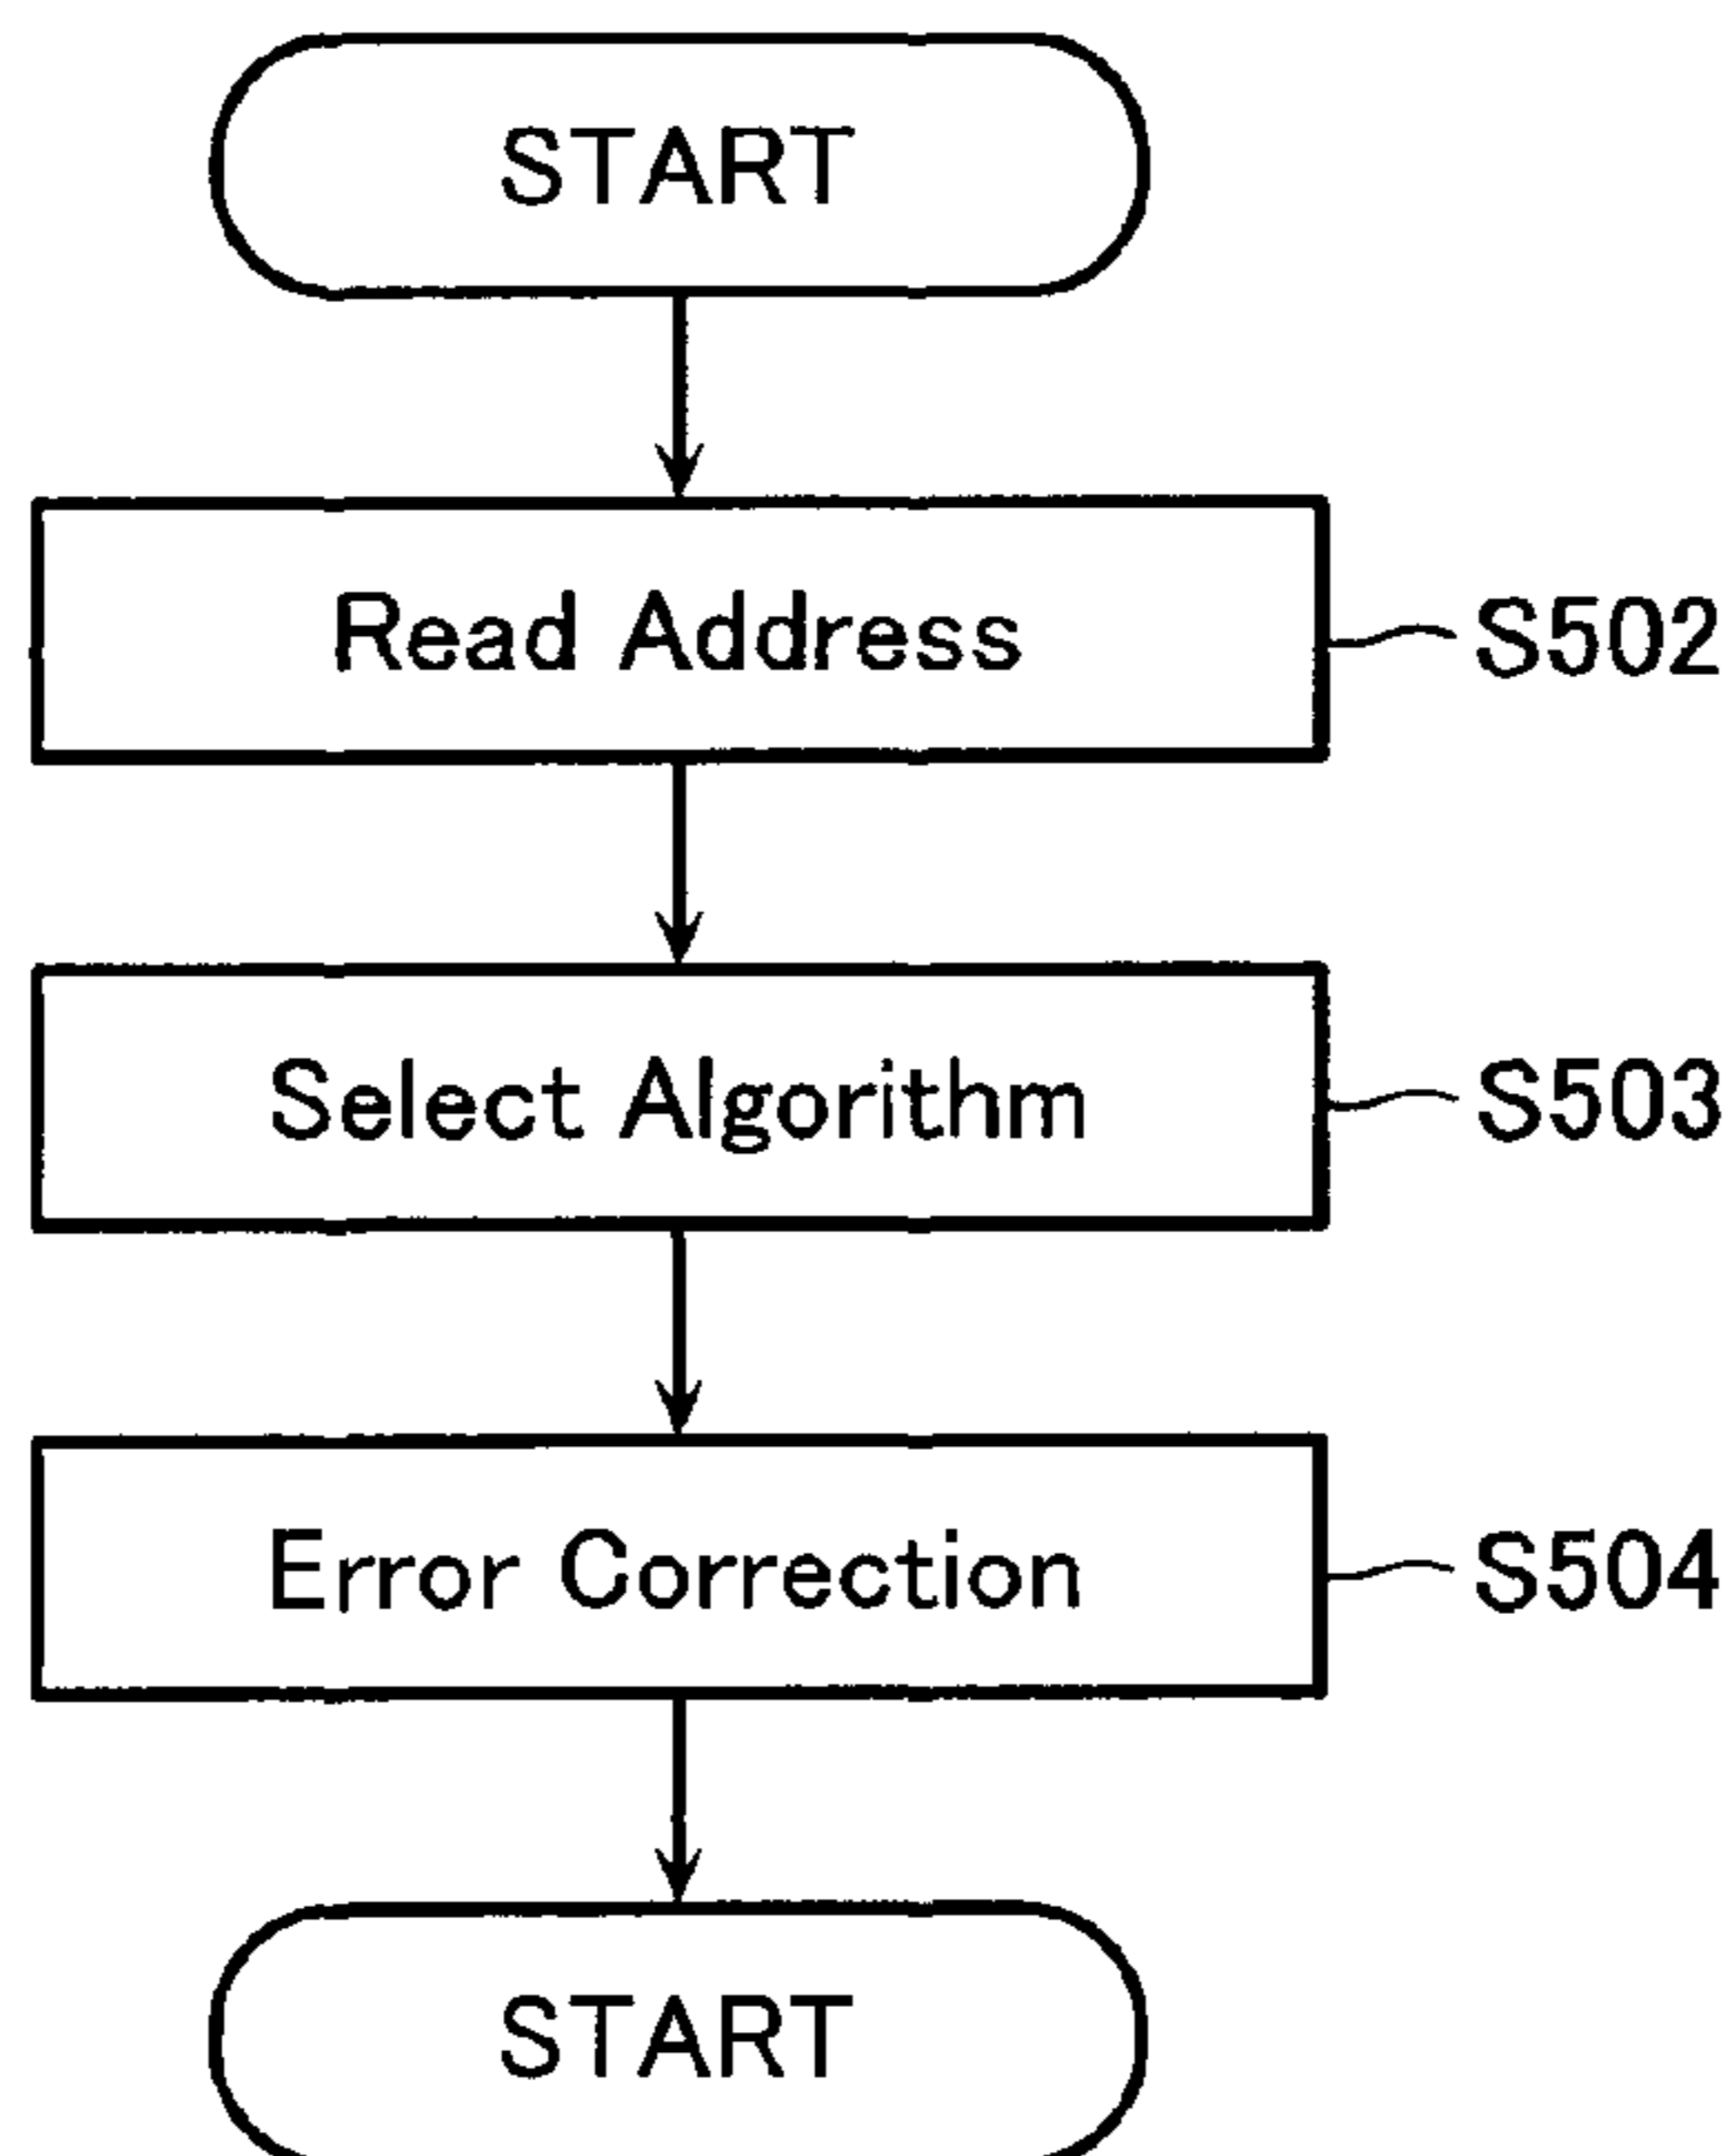 START
Read Address
S502
Select Algorithm
S503
Error Correction
S504
START